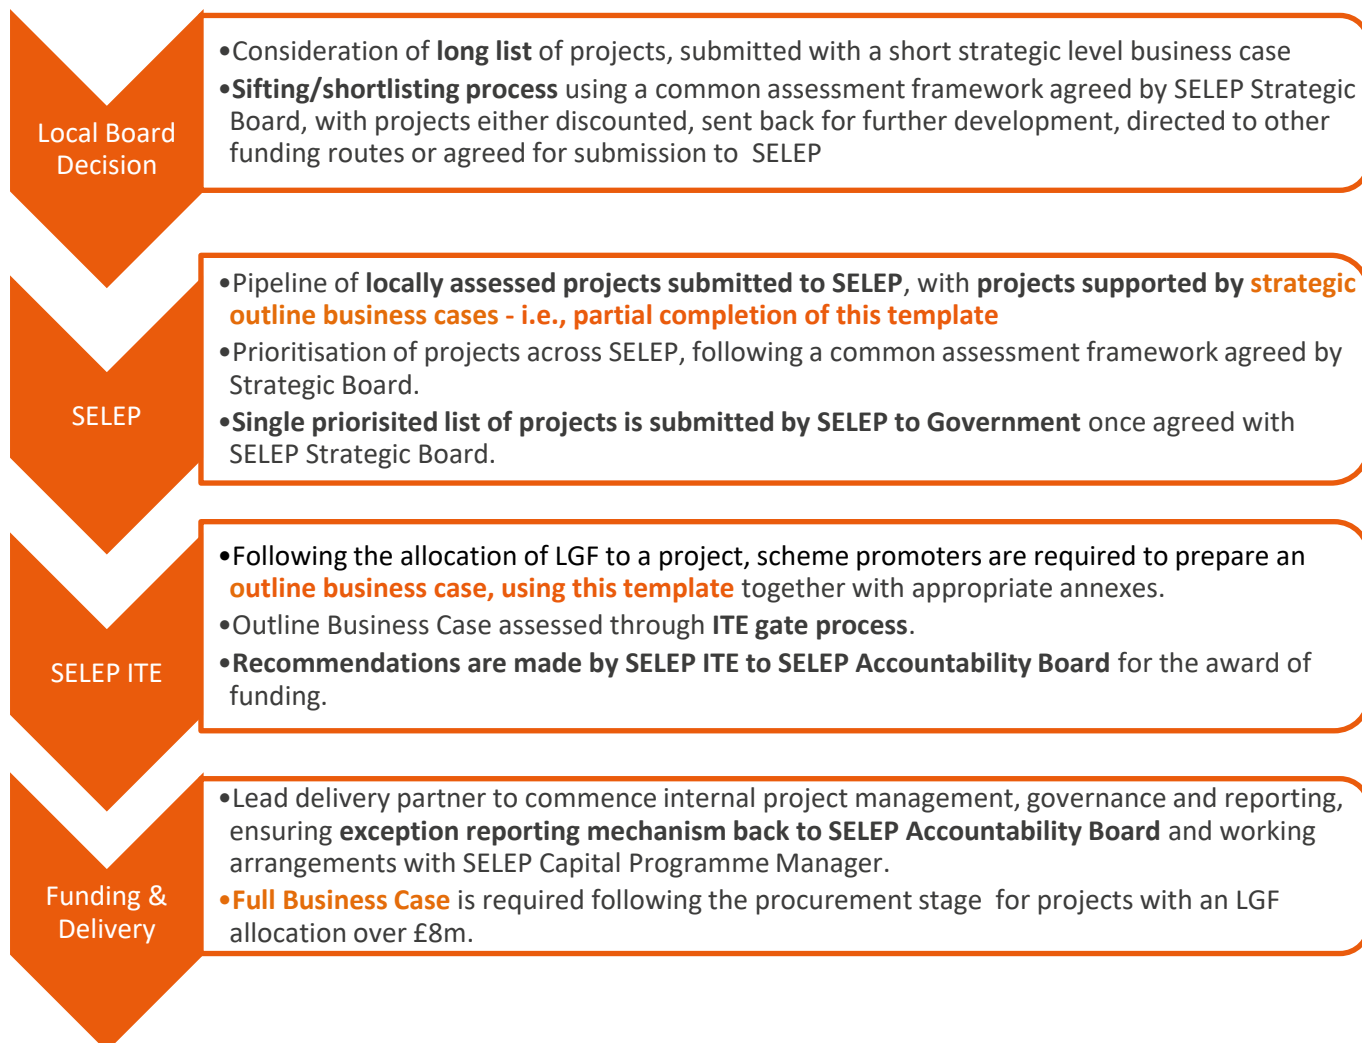 Local Board
Decision
•Consideration of long list of projects, submitted with a short strategic level business case
•Sifting/shortlisting process using a common assessment framework agreed by SELEP Strategic
Board, with projects either discounted, sent back for further development, directed to other
funding routes or agreed for submission to SELEP
SELEP
•Pipeline of locally assessed projects submitted to SELEP, with projects supported by strategic
outline business cases - i.e., partial completion of this template
•Prioritisation of projects across SELEP, following a common assessment framework agreed by
Strategic Board.
•Single priorisited list of projects is submitted by SELEP to Government once agreed with
SELEP Strategic Board.
SELEP ITE
•Following the allocation of LGF to a project, scheme promoters are required to prepare an
outline business case, using this template together with appropriate annexes.
•Outline Business Case assessed through ITE gate process.
•Recommendations are made by SELEP ITE to SELEP Accountability Board for the award of
funding.
Funding &
Delivery
•Lead delivery partner to commence internal project management, governance and reporting,
ensuring exception reporting mechanism back to SELEP Accountability Board and working
arrangements with SELEP Capital Programme Manager.
•Full Business Case is required following the procurement stage for projects with an LGF
allocation over £8m.